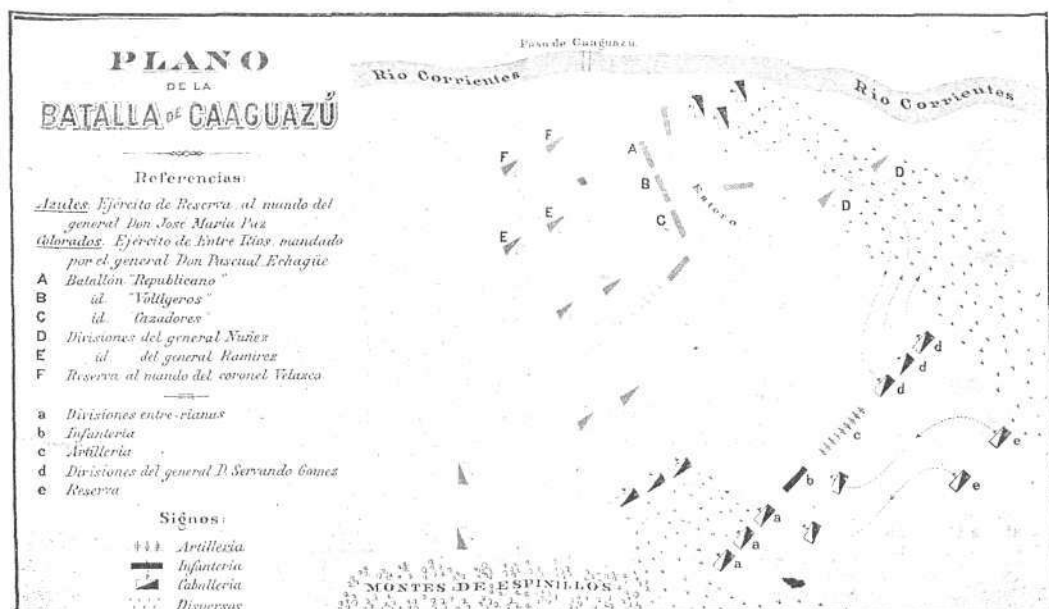 PLANO
DE LA
BATALLA DE CAAGUAZÚ
Referencias:
Azules. Ejército de Reserva al mando del
general Don José María Paz
Colorados. Ejército de Entre Ríos, mandado
por el general Don Pascual Echagüe
A Batallón "Republicano"
B id. "Voltigeros"
C id. "Cazadores"
D Divisiones del general Nuñez
E id. del general Ramirez
F Reserva al mando del coronel Velazco
a Divisiones entre-rianas
b Infantería
c Artillería
d Divisiones del general D. Servando Gomez
e Reserva
Signos:
Artillería
Infantería
Caballería
Dispersos
Paso de Caaguazú
Rio Corrientes
Rio Corrientes
F
F
A
B
C
E
E
Estero
D
D
d
d
d
c
e
e
b
a
a
a
MONTES DE ESPINILLOS